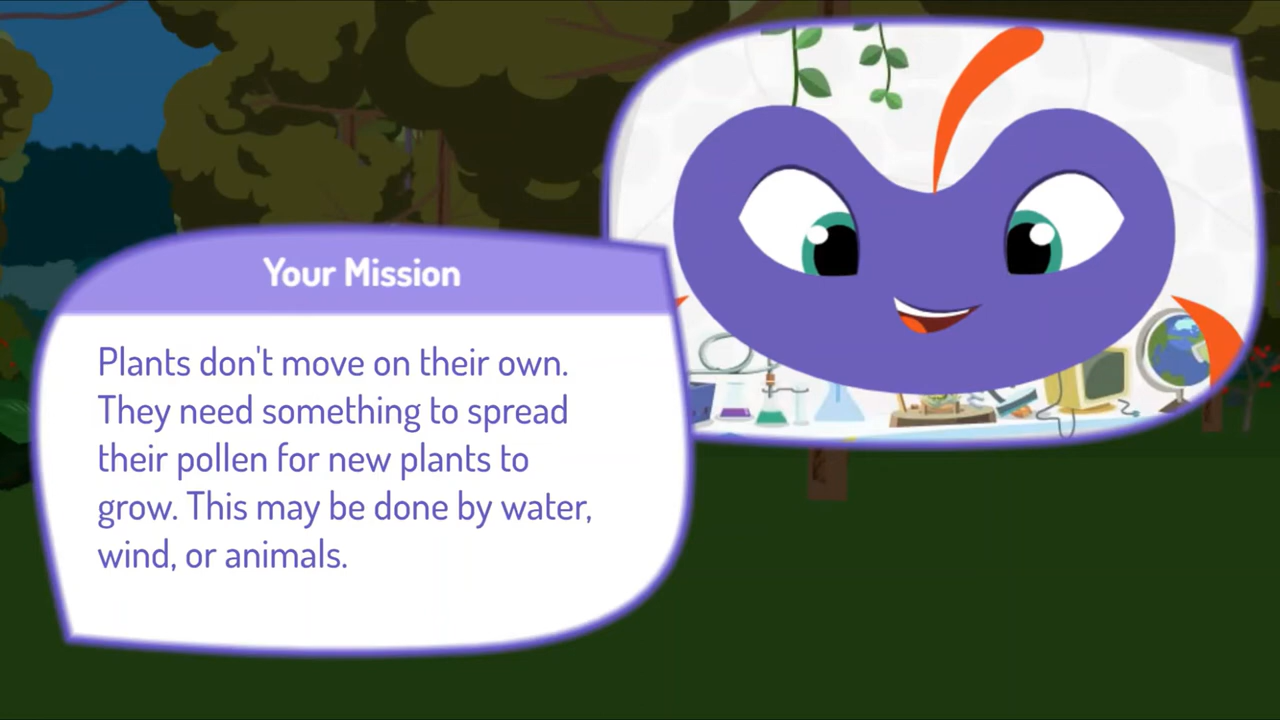 Your Mission
Plants don't move on their own.
They need something to spread
their pollen for new plants to
grow. This may be done by water,
wind, or animals.